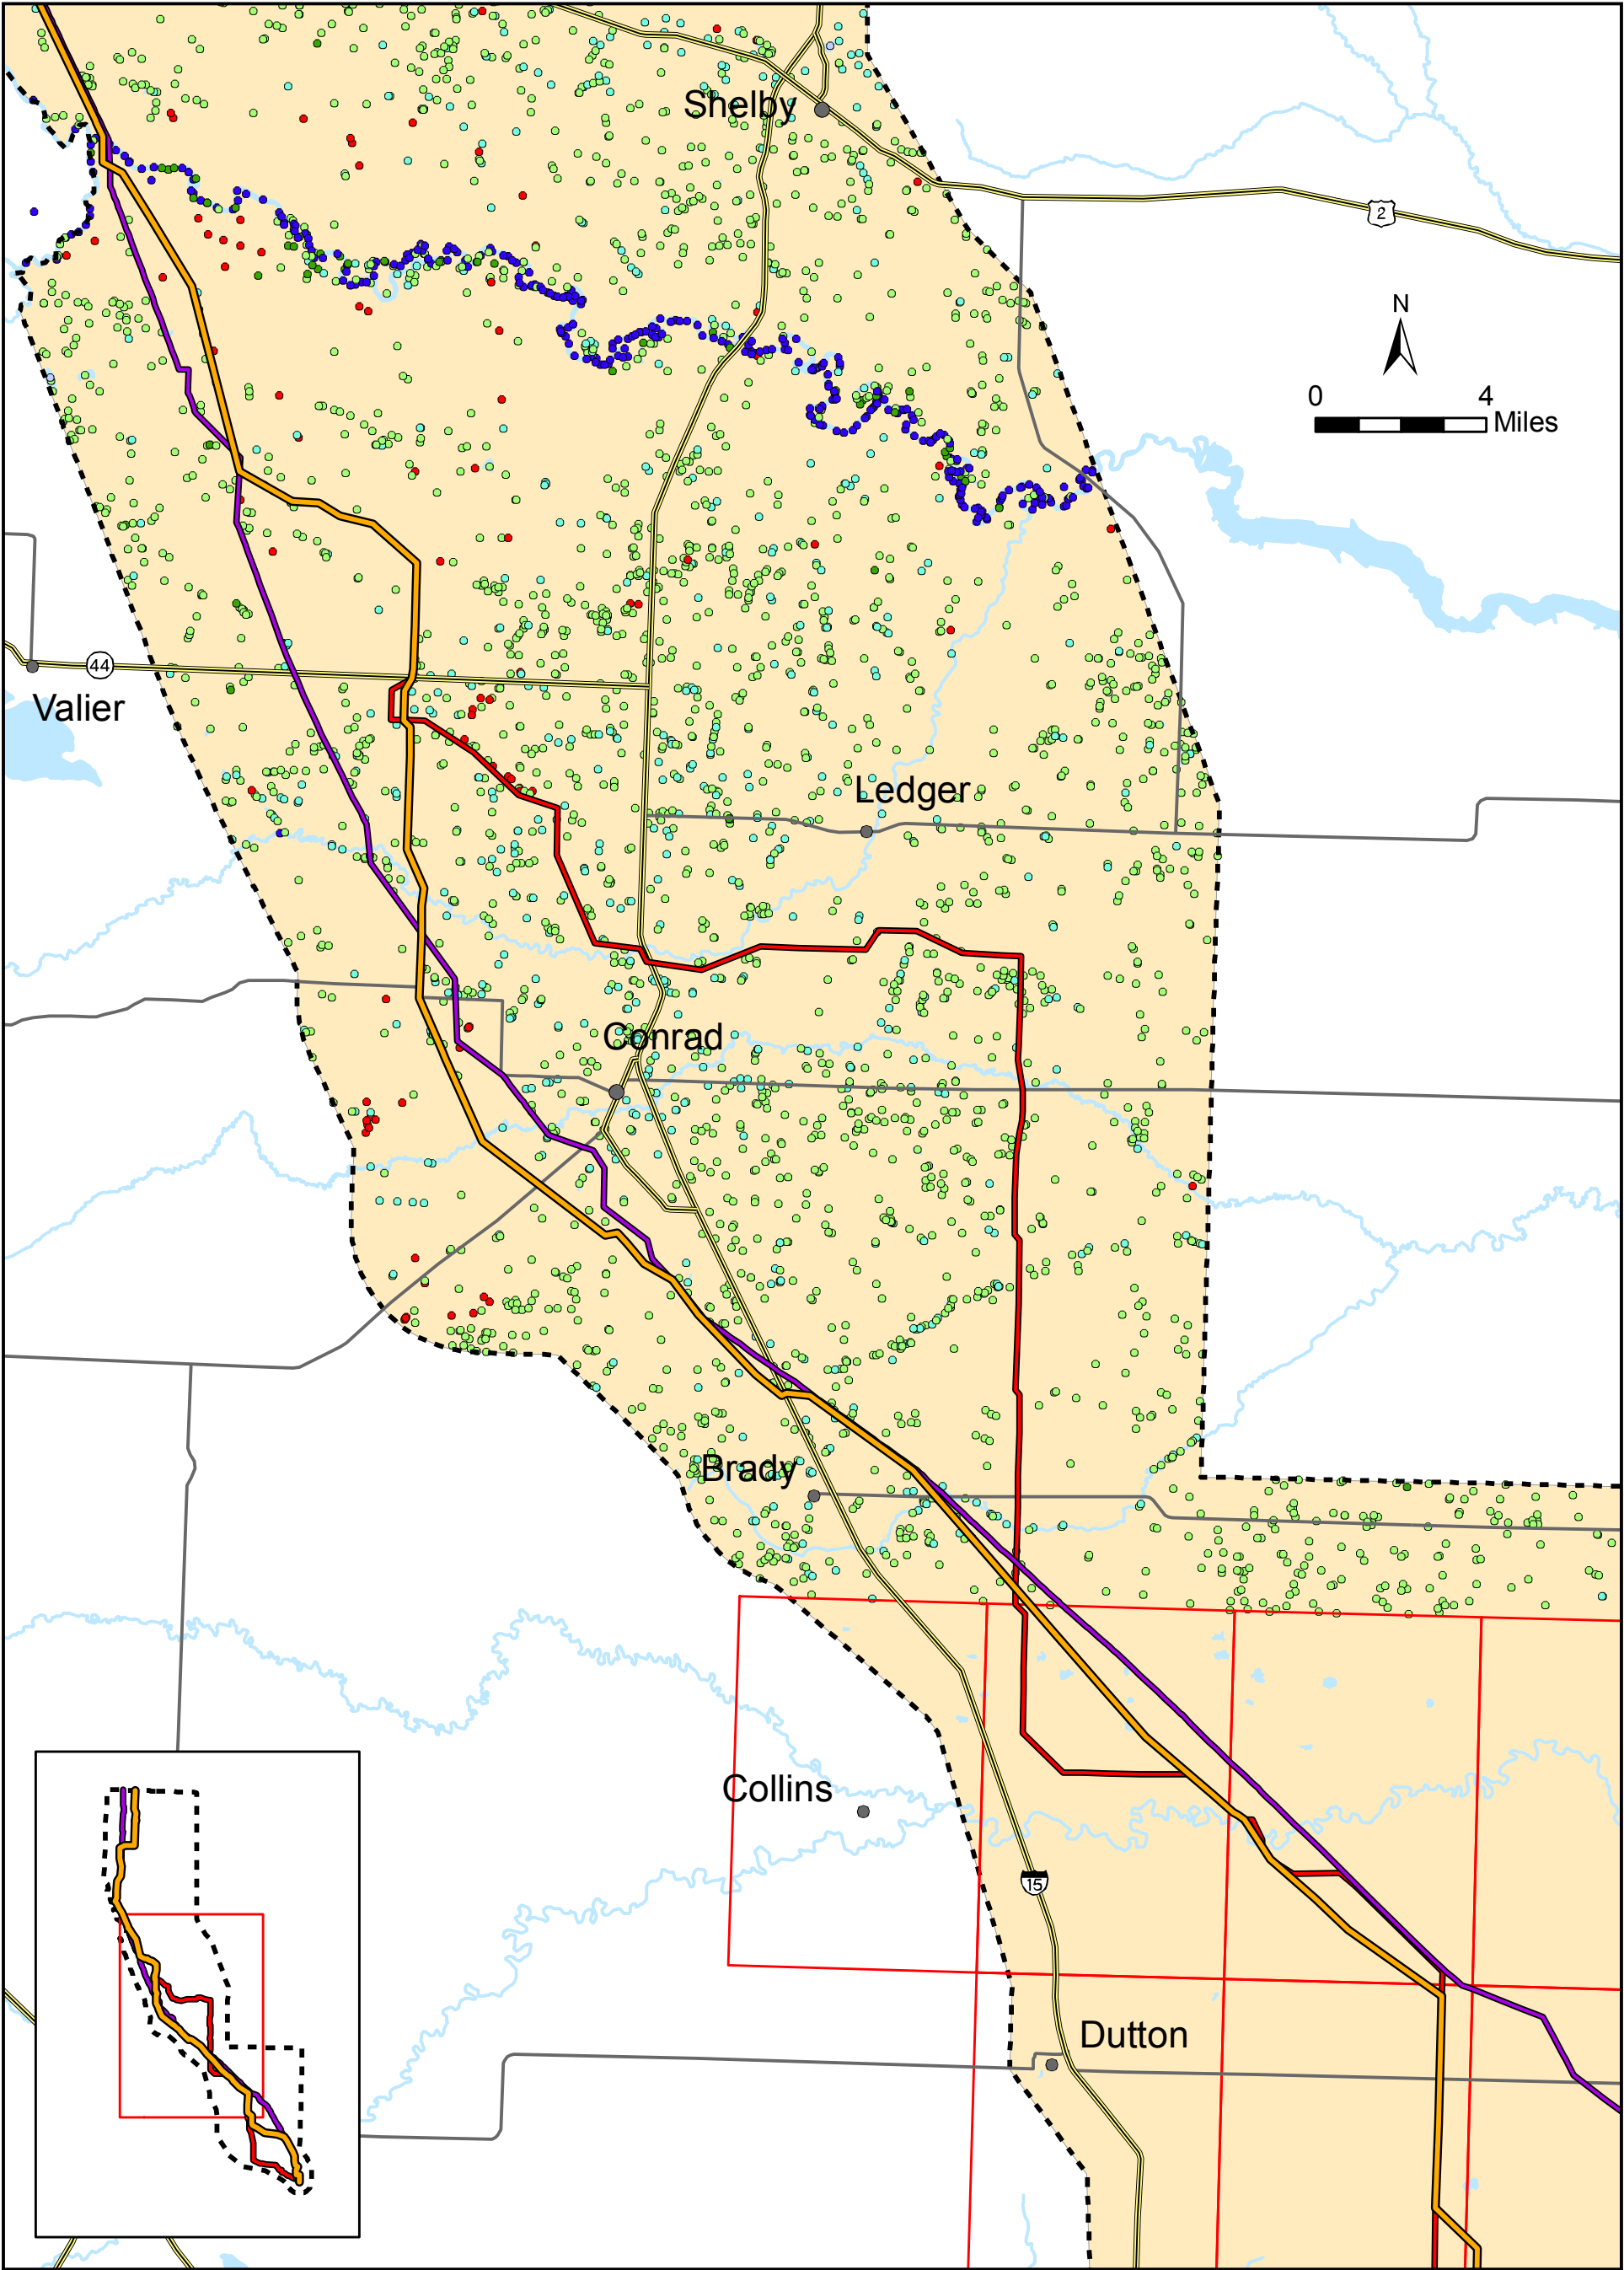 Shelby
2
N
0 4
Miles
44
Valier
Ledger
Conrad
Brady
Collins
15
Dutton